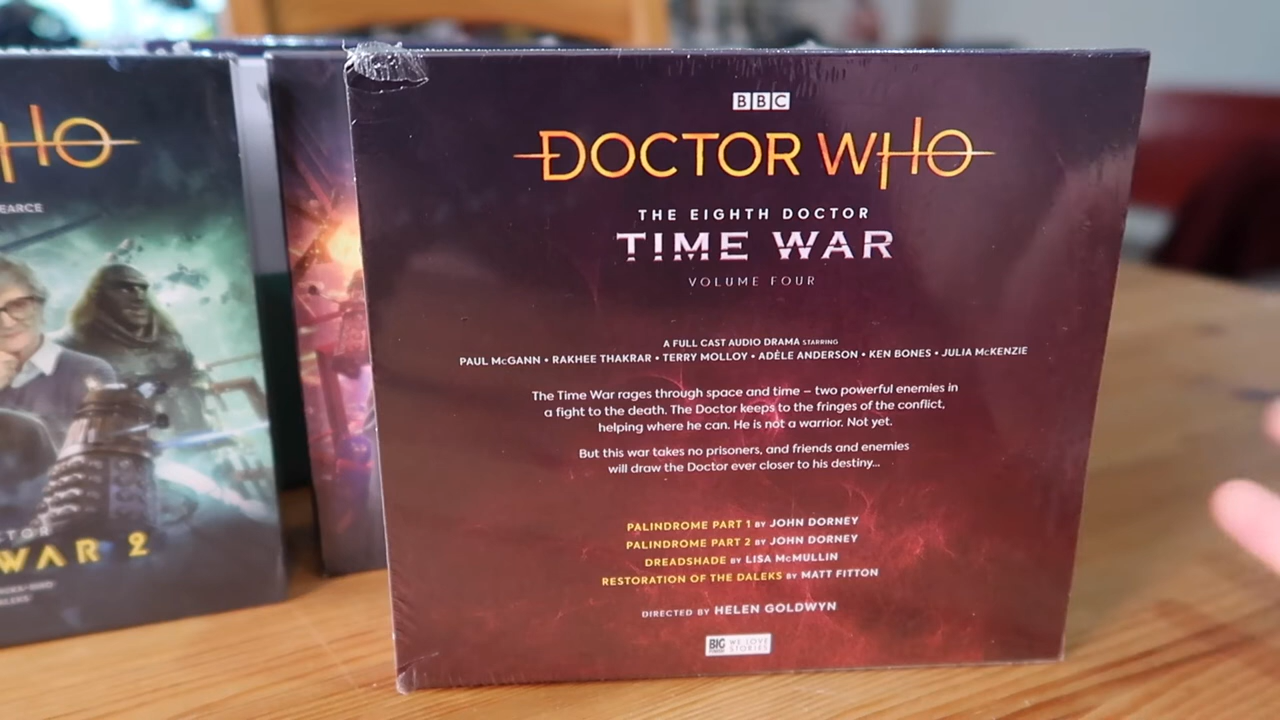 HO
EARCE
CTOR
WAR 2
BBC
DOCTOR WHO
THE EIGHTH DOCTOR
TIME WAR
VOLUME FOUR
A FULL CAST AUDIO DRAMA STARRING
PAUL McGANN • RAKHEE THAKRAR • TERRY MOLLOY • ADÈLE ANDERSON • KEN BONES • JULIA McKENZIE
The Time War rages through space and time – two powerful enemies in
a fight to the death. The Doctor keeps to the fringes of the conflict,
helping where he can. He is not a warrior. Not yet.
But this war takes no prisoners, and friends and enemies
will draw the Doctor ever closer to his destiny...
PALINDROME PART 1 BY JOHN DORNEY
PALINDROME PART 2 BY JOHN DORNEY
DREADSHADE BY LISA McMULLIN
RESTORATION OF THE DALEKS BY MATT FITTON
DIRECTED BY HELEN GOLDWYN
BIG WE LOVE
STORIES